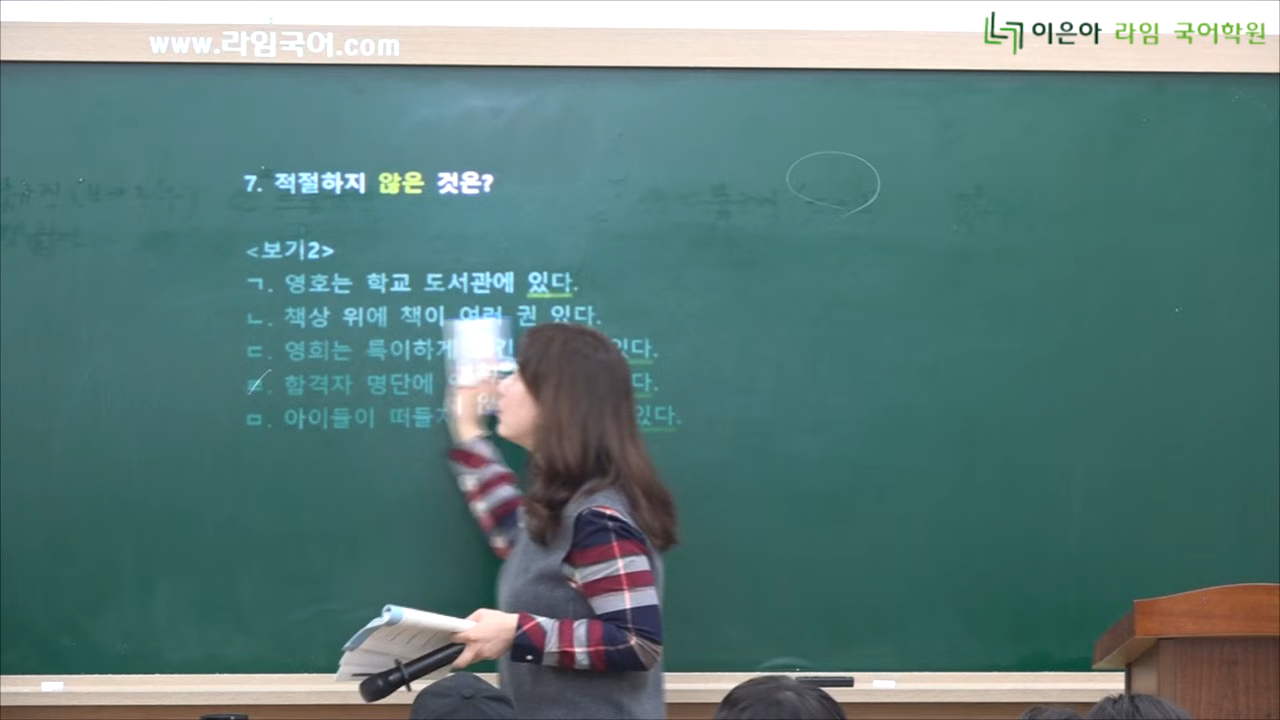 www.라임국어.com
이은아 라임 국어학원
7. 적절하지 않은 것은?
<보기2>
ㄱ. 영호는 학교 도서관에 있다.
ㄴ. 책상 위에 책이 여러 권 있다.
ㄷ. 영희는 특이하게 있다.
ㄹ. 합격자 명단에
ㅁ. 아이들이 있다.